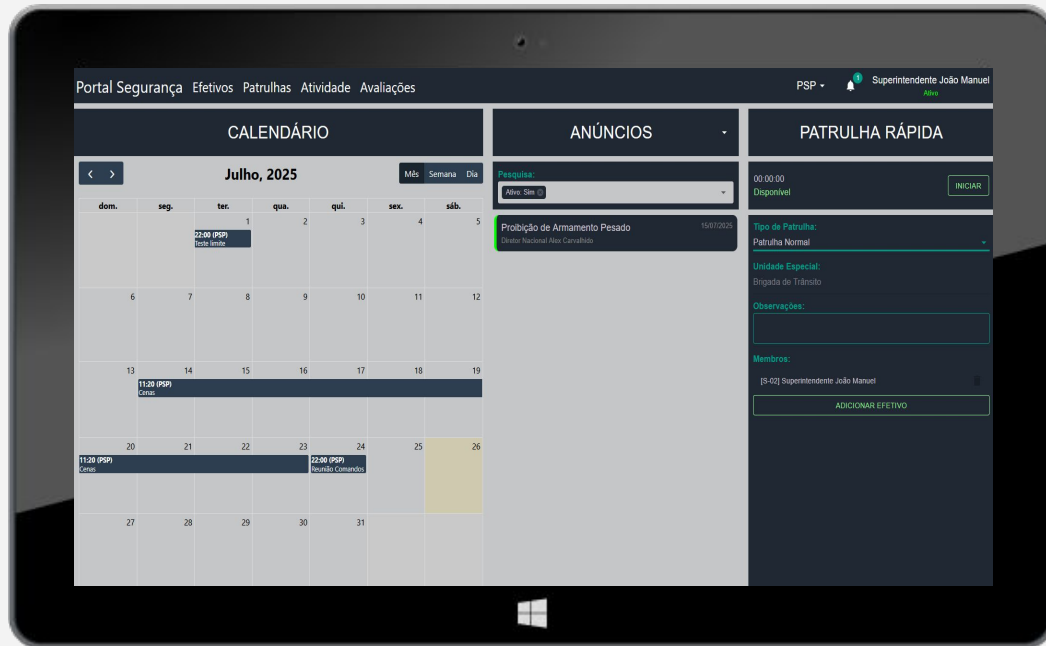 Portal Segurança Efetivos Patrulhas Atividade Avaliações
PSP
1
Superintendente João Manuel
Ativo
CALENDÁRIO
Julho, 2025
Mês Semana Dia
dom. seg. ter. qua. qui. sex. sáb.
1 2 3 4 5
22:00 (PSP)
Teste limite
6 7 8 9 10 11 12
13 14 15 16 17 18 19
11:20 (PSP)
Cenas
20 21 22 23 24 25 26
11:20 (PSP)
Cenas
22:00 (PSP)
Reunião Comandos
27 28 29 30 31
ANÚNCIOS
Pesquisa:
Ativo: Sim
Proibição de Armamento Pesado 15/07/2025
Diretor Nacional Alex Carvalhido
PATRULHA RÁPIDA
00:00:00
Disponível
INICIAR
Tipo de Patrulha:
Patrulha Normal
Unidade Especial:
Brigada de Trânsito
Observações:
Membros:
[S-02] Superintendente João Manuel
ADICIONAR EFETIVO